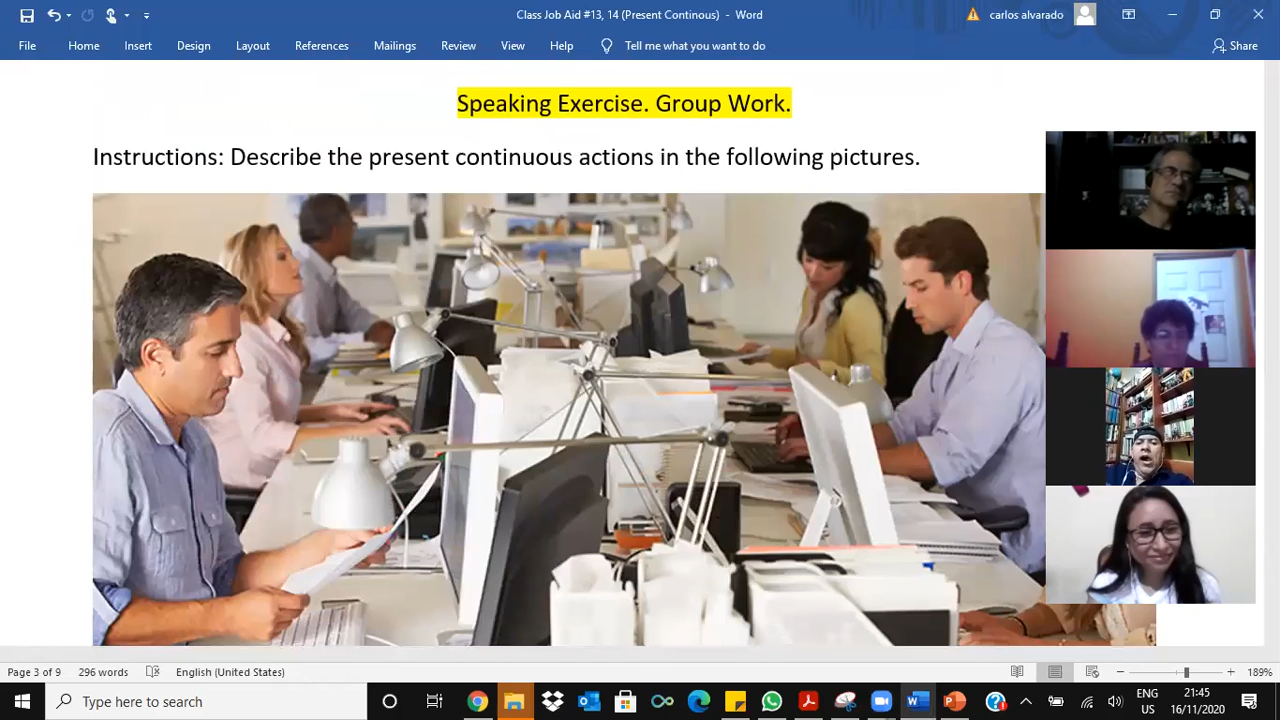 Class Job Aid #13, 14 (Present Continous) - Word
carlos alvarado
File Home Insert Design Layout References Mailings Review View Help Tell me what you want to do Share
Speaking Exercise. Group Work.
Instructions: Describe the present continuous actions in the following pictures.
Page 3 of 9 296 words English (United States) 189%
Type here to search
ENG 21:45
US 16/11/2020